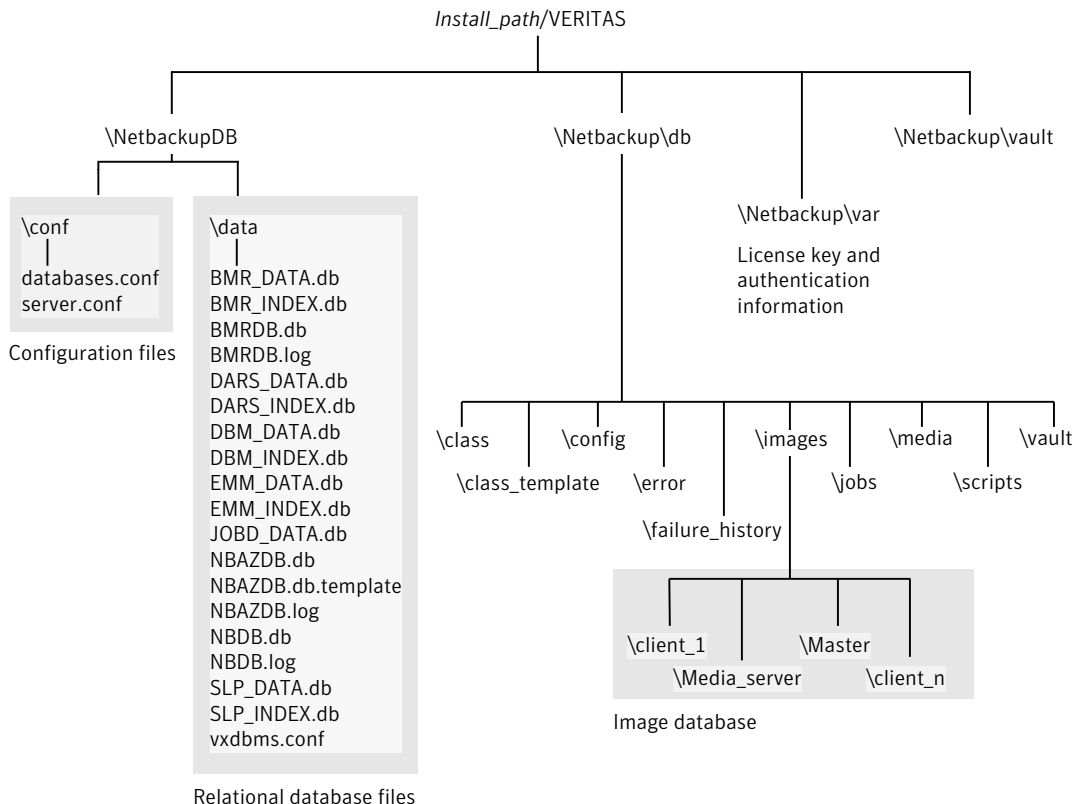 Install_path/VERITAS
\NetbackupDB
\Netbackup\db
\Netbackup\vault
\conf
databases.conf
server.conf
Configuration files
\data
BMR_DATA.db
BMR_INDEX.db
BMRDB.db
BMRDB.log
DARS_DATA.db
DARS_INDEX.db
DBM_DATA.db
DBM_INDEX.db
EMM_DATA.db
EMM_INDEX.db
JOBD_DATA.db
NBAZDB.db
NBAZDB.db.template
NBAZDB.log
NBDB.db
NBDB.log
SLP_DATA.db
SLP_INDEX.db
vxdbms.conf
Relational database files
\Netbackup\var
License key and
authentication
information
\class
\config
\images
\media
\vault
\class_template
\error
\jobs
\scripts
\failure_history
\client_1
\Master
\Media_server
\client_n
Image database